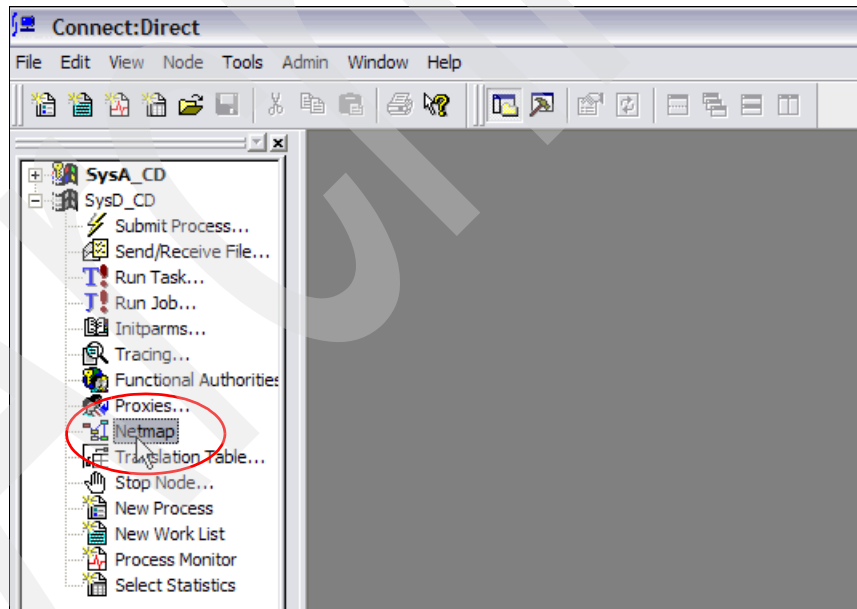 Connect:Direct
File Edit View Node Tools Admin Window Help
SysA_CD
SysD_CD
Submit Process...
Send/Receive File...
Run Task...
Run Job...
Initparms...
Tracing...
Functional Authorities
Proxies...
Netmap
Translation Table...
Stop Node...
New Process
New Work List
Process Monitor
Select Statistics